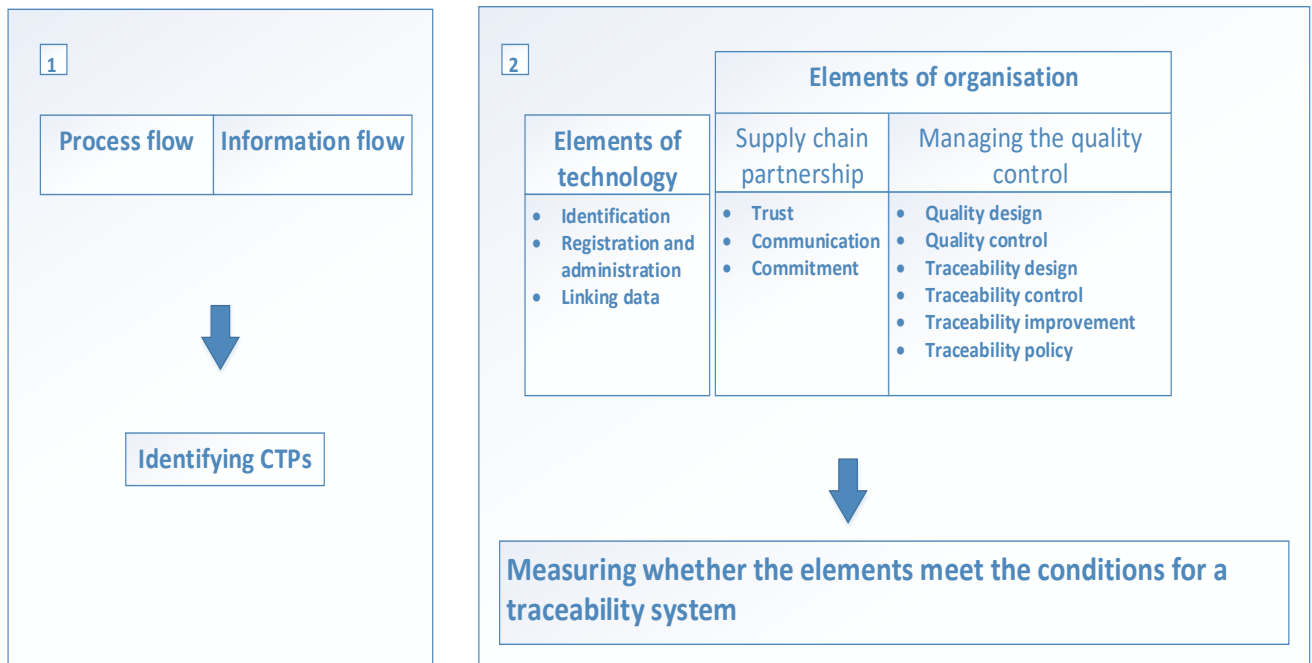 1
Process flow
Information flow
Identifying CTPs
2
Elements of organisation
Elements of
technology
• Identification
• Registration and
administration
• Linking data
Supply chain
partnership
• Trust
• Communication
• Commitment
Managing the quality
control
• Quality design
• Quality control
• Traceability design
• Traceability control
• Traceability improvement
• Traceability policy
Measuring whether the elements meet the conditions for a
traceability system